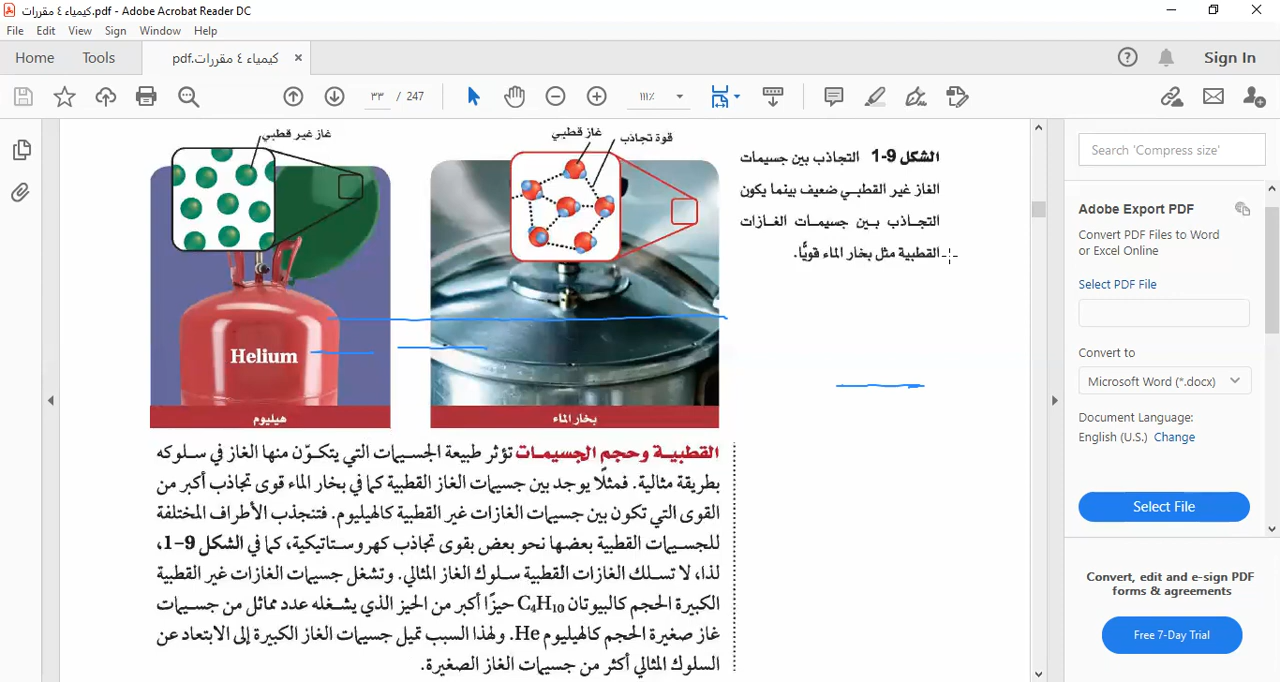 كيمياء ٤ مقررات.pdf - Adobe Acrobat Reader DC
File Edit View Sign Window Help
Home Tools كيمياء ٤ مقررات.pdf × Sign In
٣٣ / 247 ١١١٪
غاز غير قطبي
غاز قطبي
قوة تجاذب
Helium
هيليوم
بخار الماء
الشكل 9-1 التجاذب بين جسيمات
الغاز غير القطبي ضعيف بينما يكون
التجاذب بين جسيمات الغازات
القطبية مثل بخار الماء قويًّا.
القطبية وحجم الجسيمات تؤثر طبيعة الجسيمات التي يتكوّن منها الغاز في سلوكه
بطريقة مثالية. فمثلًا يوجد بين جسيمات الغاز القطبية كما في بخار الماء قوى تجاذب أكبر من
القوى التي تكون بين جسيمات الغازات غير القطبية كالهيليوم. فتنجذب الأطراف المختلفة
للجسيمات القطبية بعضها نحو بعض بقوى تجاذب كهروستاتيكية، كما في الشكل 9-1،
لذا، لا تسلك الغازات القطبية سلوك الغاز المثالي. وتشغل جسيمات الغازات غير القطبية
الكبيرة الحجم كالبيوتان C₄H₁₀ حيزًا أكبر من الحيز الذي يشغله عدد مماثل من جسيمات
غاز صغيرة الحجم كالهيليوم He. ولهذا السبب تميل جسيمات الغاز الكبيرة إلى الابتعاد عن
السلوك المثالي أكثر من جسيمات الغاز الصغيرة.
Search 'Compress size'
Adobe Export PDF
Convert PDF Files to Word
or Excel Online
Select PDF File
Convert to
Microsoft Word (*.docx)
Document Language:
English (U.S.) Change
Select File
Convert, edit and e-sign PDF
forms & agreements
Free 7-Day Trial